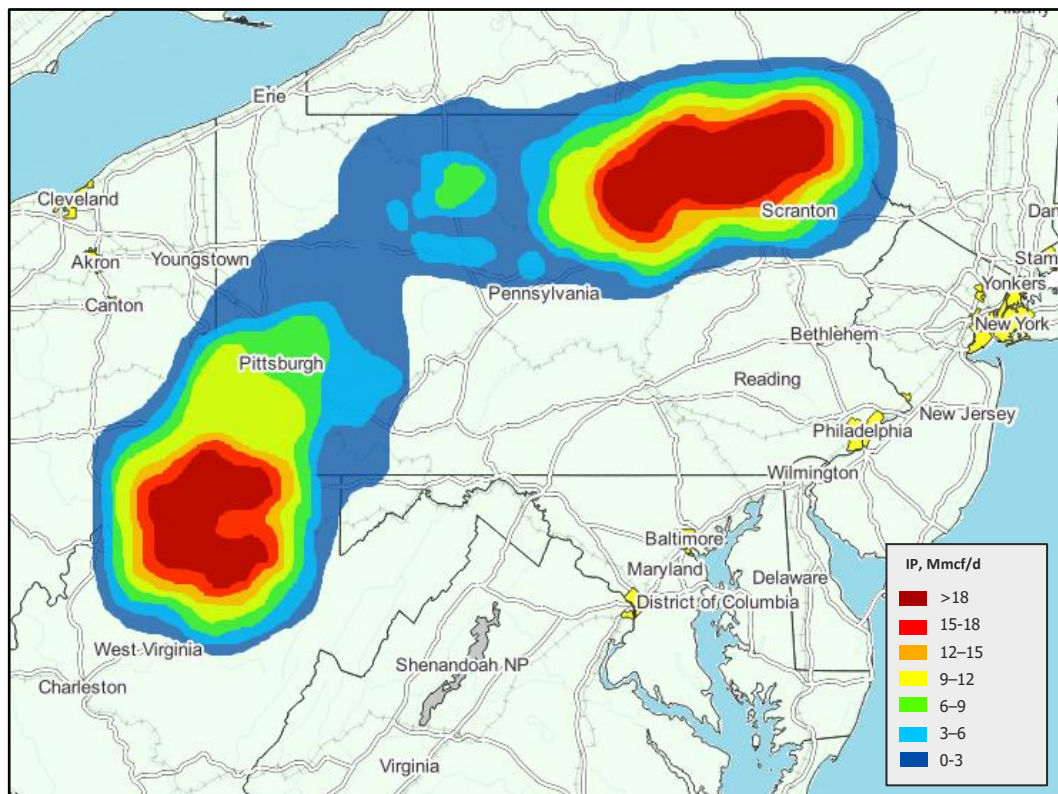 Albany
Erie
Cleveland
Scranton
Dan
Akron
Youngstown
Stam
Yonkers
Canton
Pennsylvania
New York
Bethlehem
Pittsburgh
Reading
New Jersey
Philadelphia
Wilmington
Baltimore
Maryland
Delaware
District of Columbia
West Virginia
Shenandoah NP
Charleston
Virginia
IP, Mmcf/d
>18
15-18
12–15
9–12
6–9
3–6
0-3